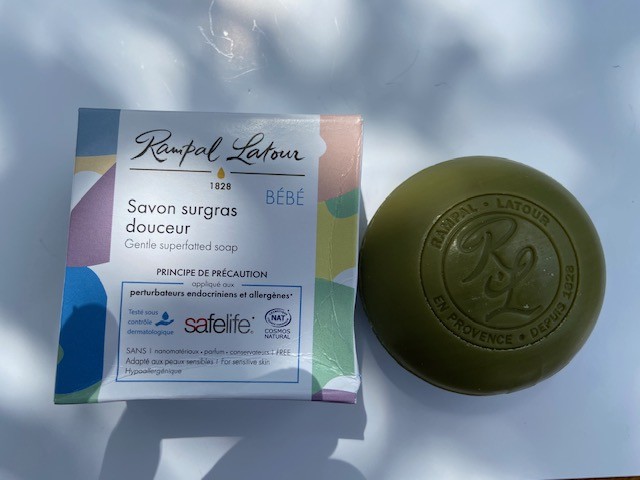 Rampal Latour
1828
BÉBÉ
Savon surgras
douceur
Gentle superfatted soap
PRINCIPE DE PRÉCAUTION
appliqué aux
perturbateurs endocriniens et allergènes*
Testé sous
contrôle
dermatologique
safelife
NAT
COSMOS
NATURAL
SANS | nanomatériaux • parfum • conservateur | FREE
Adapté aux peaux sensibles | For sensitive skin
Hypoallergénique
RAMPAL • LATOUR
R&L
EN PROVENCE • DEPUIS 1828